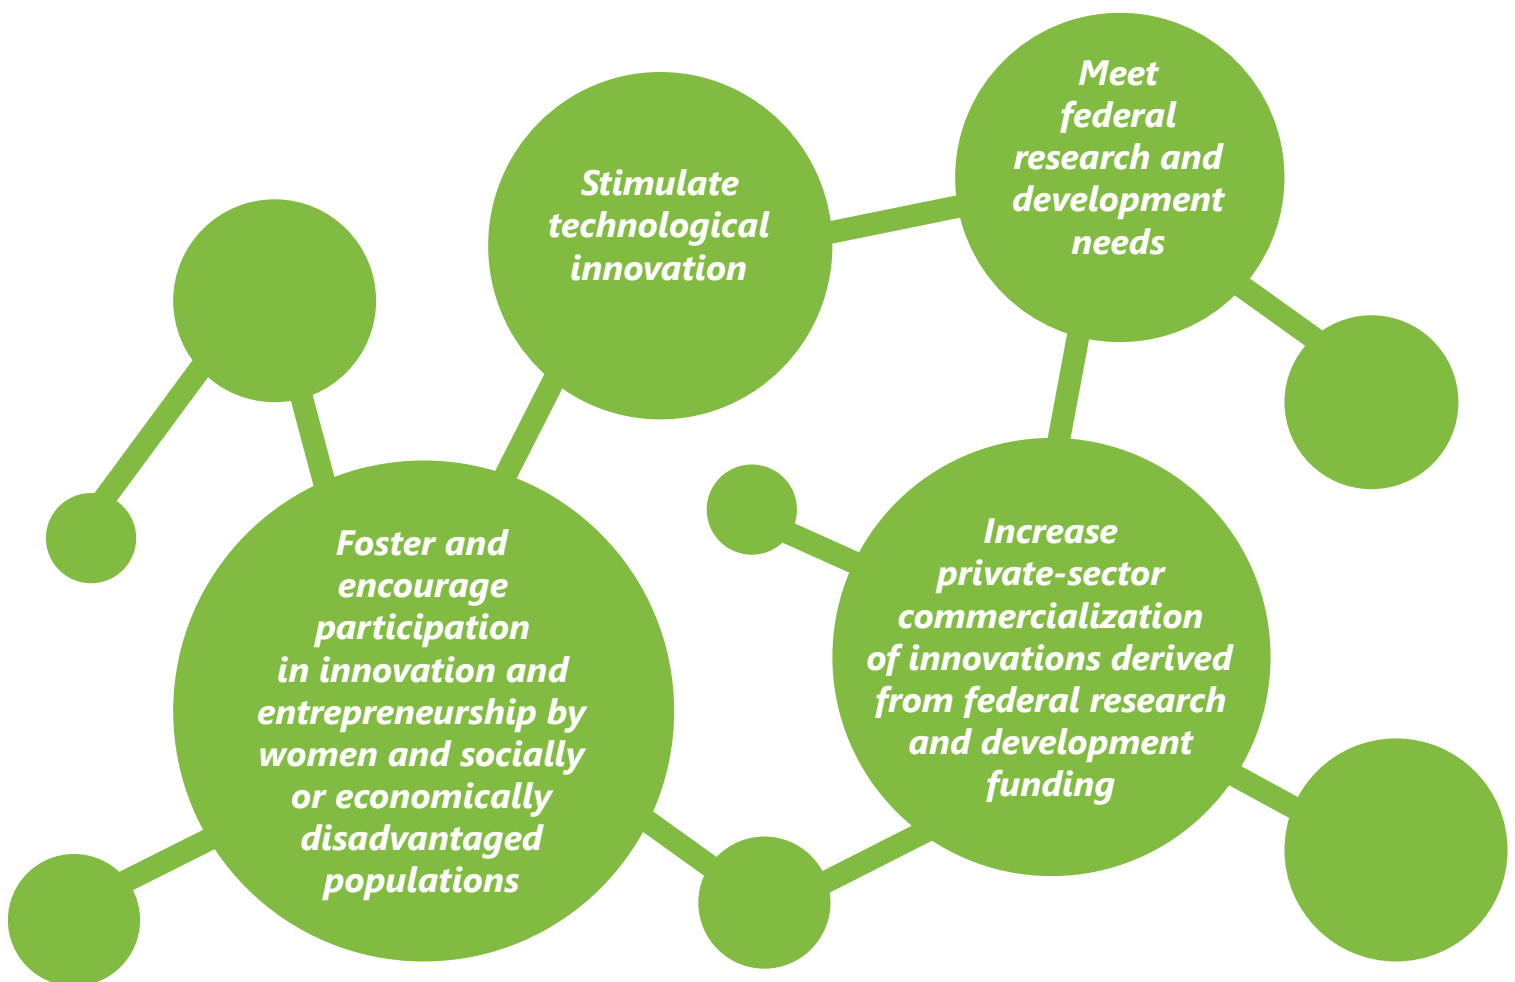 Meet
federal
research and
development
needs
Stimulate
technological
innovation
Foster and
encourage
participation
in innovation and
entrepreneurship by
women and socially
or economically
disadvantaged
populations
Increase
private-sector
commercialization
of innovations derived
from federal research
and development
funding